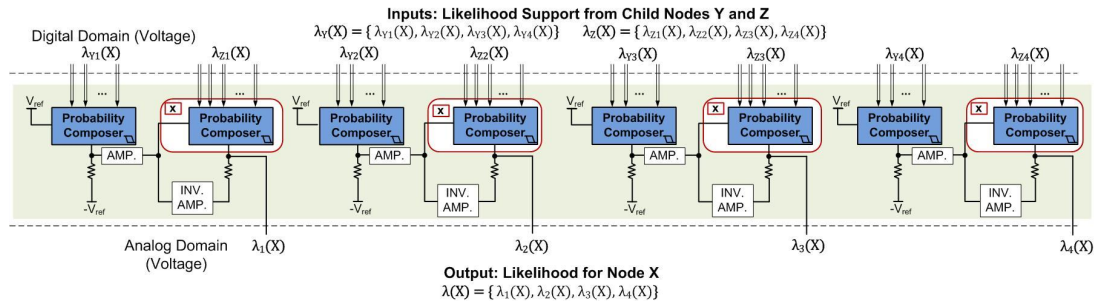 Inputs: Likelihood Support from Child Nodes Y and Z
λY(X) = { λY1(X), λY2(X), λY3(X), λY4(X)} λZ(X) = { λZ1(X), λZ2(X), λZ3(X), λZ4(X)}
Digital Domain (Voltage)
λY1(X) λZ1(X) λY2(X) λZ2(X) λY3(X) λZ3(X) λY4(X) λZ4(X)
... ... ... ... ... ... ... ...
Vref x Vref x Vref x Vref x
Probability Composer Probability Composer Probability Composer Probability Composer Probability Composer Probability Composer Probability Composer Probability Composer
AMP. AMP. AMP. AMP.
INV. AMP. INV. AMP. INV. AMP. INV. AMP.
-Vref -Vref -Vref -Vref
Analog Domain (Voltage)
λ1(X) λ2(X) λ3(X) λ4(X)
Output: Likelihood for Node X
λ(X) = { λ1(X), λ2(X), λ3(X), λ4(X)}